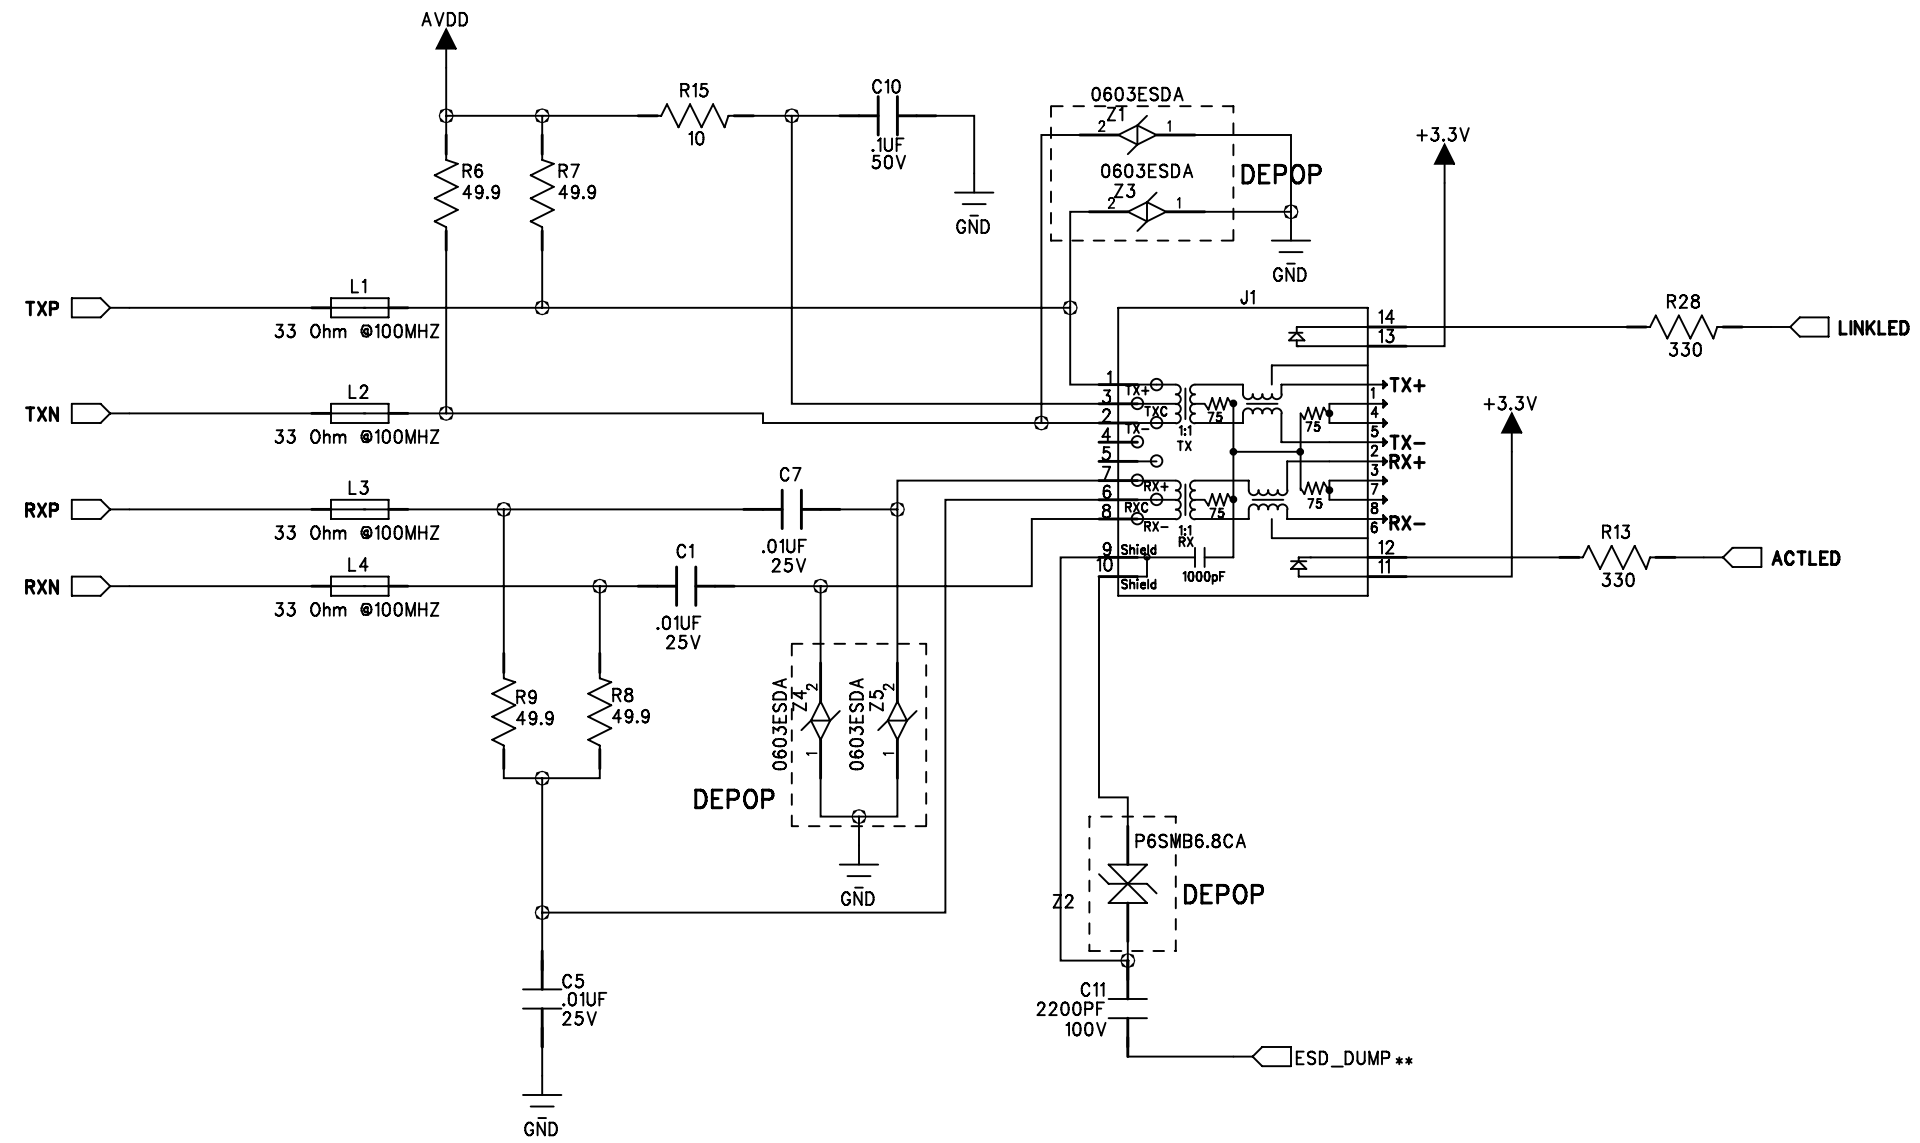 AVDD
R15
10
C10
.1UF
50V
GND
R6
49.9
R7
49.9
0603ESDA
Z1
2
1
0603ESDA
Z3
2
1
DEPOP
GND
+3.3V
TXP
L1
33 Ohm @100MHZ
J1
14
13
R28
330
LINKLED
TXN
L2
33 Ohm @100MHZ
1
3
2
4
5
7
6
8
9
10
TX+
TXC
TX-
RX+
RXC
RX-
Shield
Shield
75
1:1
TX
75
75
75
1:1
RX
1000pF
TX+
1
4
5
TX-
2
RX+
3
7
8
RX-
6
12
11
+3.3V
R13
330
ACTLED
RXP
L3
33 Ohm @100MHZ
C7
.01UF
25V
RXN
L4
33 Ohm @100MHZ
C1
.01UF
25V
R9
49.9
R8
49.9
0603ESDA
Z4
2
1
0603ESDA
Z5
2
1
DEPOP
GND
P6SMB6.8CA
Z2
DEPOP
C5
.01UF
25V
GND
C11
2200PF
100V
ESD_DUMP**